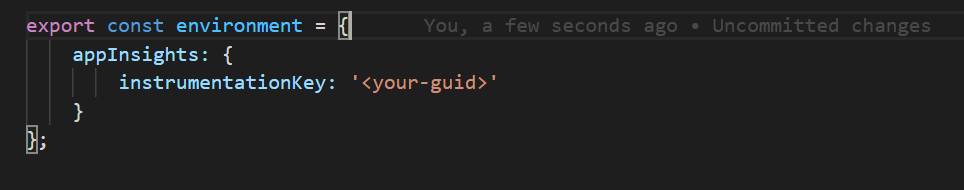 export const environment = {    You, a few seconds ago • Uncommitted changes
    appInsights: {
        instrumentationKey: '<your-guid>'
    }
};